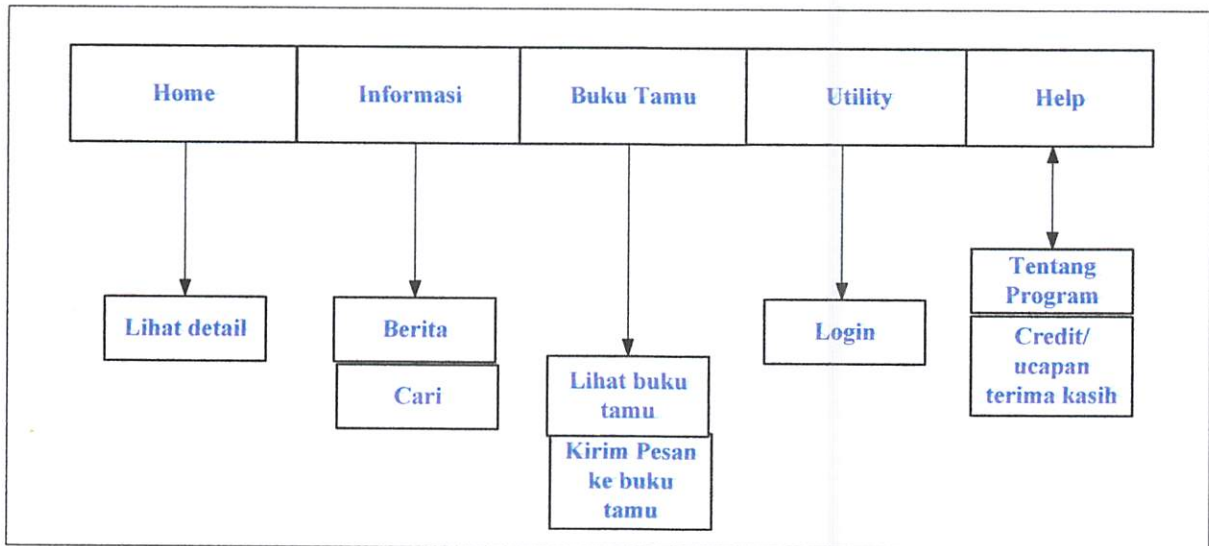 Home
Informasi
Buku Tamu
Utility
Help
Lihat detail
Berita
Cari
Lihat buku
tamu
Kirim Pesan
ke buku
tamu
Login
Tentang
Program
Credit/
ucapan
terima kasih